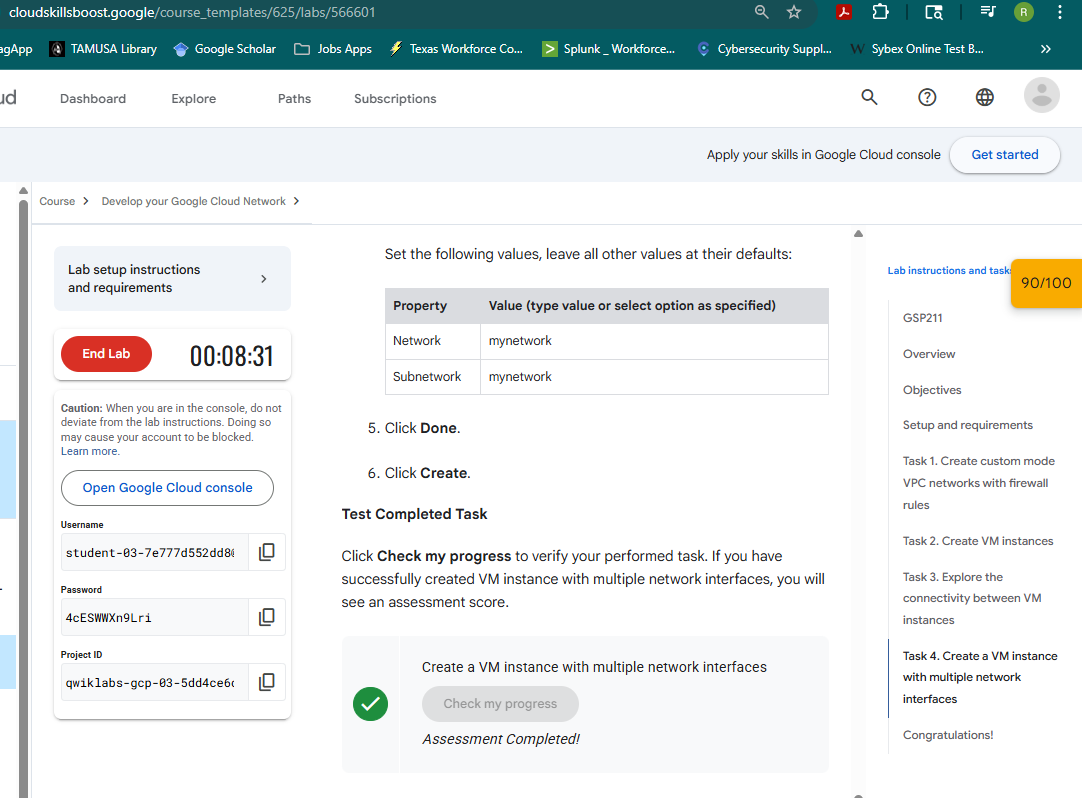 cloudskillsboost.google/course_templates/625/labs/566601
R
agApp
TAMUSA Library
Google Scholar
Jobs Apps
Texas Workforce Co...
Splunk _ Workforce...
Cybersecurity Suppl...
W Sybex Online Test B...
»
ud
Dashboard
Explore
Paths
Subscriptions
Apply your skills in Google Cloud console
Get started
Course > Develop your Google Cloud Network >
Lab setup instructions
and requirements
End Lab
00:08:31
Caution: When you are in the console, do not
deviate from the lab instructions. Doing so
may cause your account to be blocked.
Learn more.
Open Google Cloud console
Username
student-03-7e777d552dd8
Password
4cESWWXn9Lri
Project ID
qwiklabs-gcp-03-5dd4ce6
Set the following values, leave all other values at their defaults:
Property Value (type value or select option as specified)
Network mynetwork
Subnetwork mynetwork
5. Click Done.
6. Click Create.
Test Completed Task
Click Check my progress to verify your performed task. If you have
successfully created VM instance with multiple network interfaces, you will
see an assessment score.
Create a VM instance with multiple network interfaces
Check my progress
Assessment Completed!
Lab instructions and tasks
90/100
GSP211
Overview
Objectives
Setup and requirements
Task 1. Create custom mode
VPC networks with firewall
rules
Task 2. Create VM instances
Task 3. Explore the
connectivity between VM
instances
Task 4. Create a VM instance
with multiple network
interfaces
Congratulations!